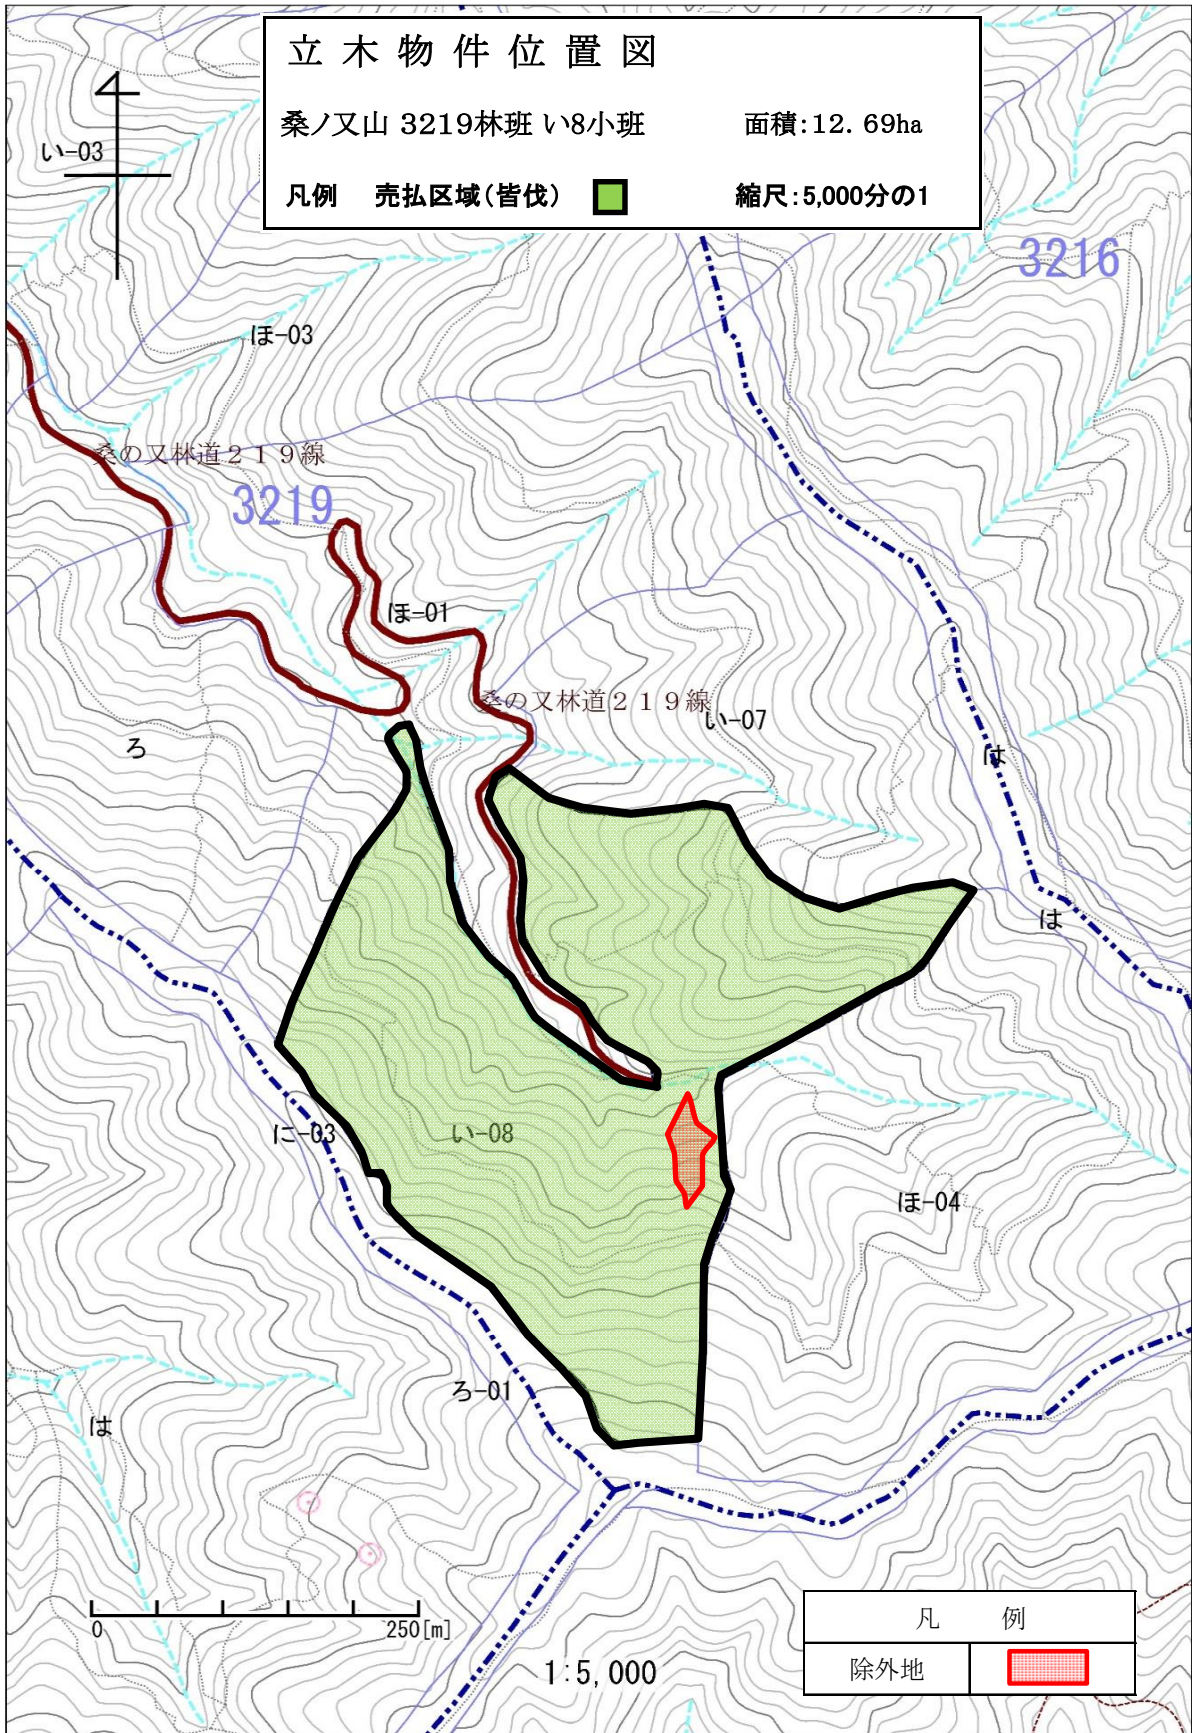 立木物件位置図
桑ノ又山 3219林班 い8小班 面積:12.69ha
凡例 売払区域(皆伐) 縮尺:5,000分の1
い-03
3216
ほ-03
桑の又林道219線
3219
ほ-01
桑の又林道219線
い-07
ろ
は
は
に-03
い-08
ほ-04
ろ-01
は
0 250[m]
1:5,000
凡 例
除外地